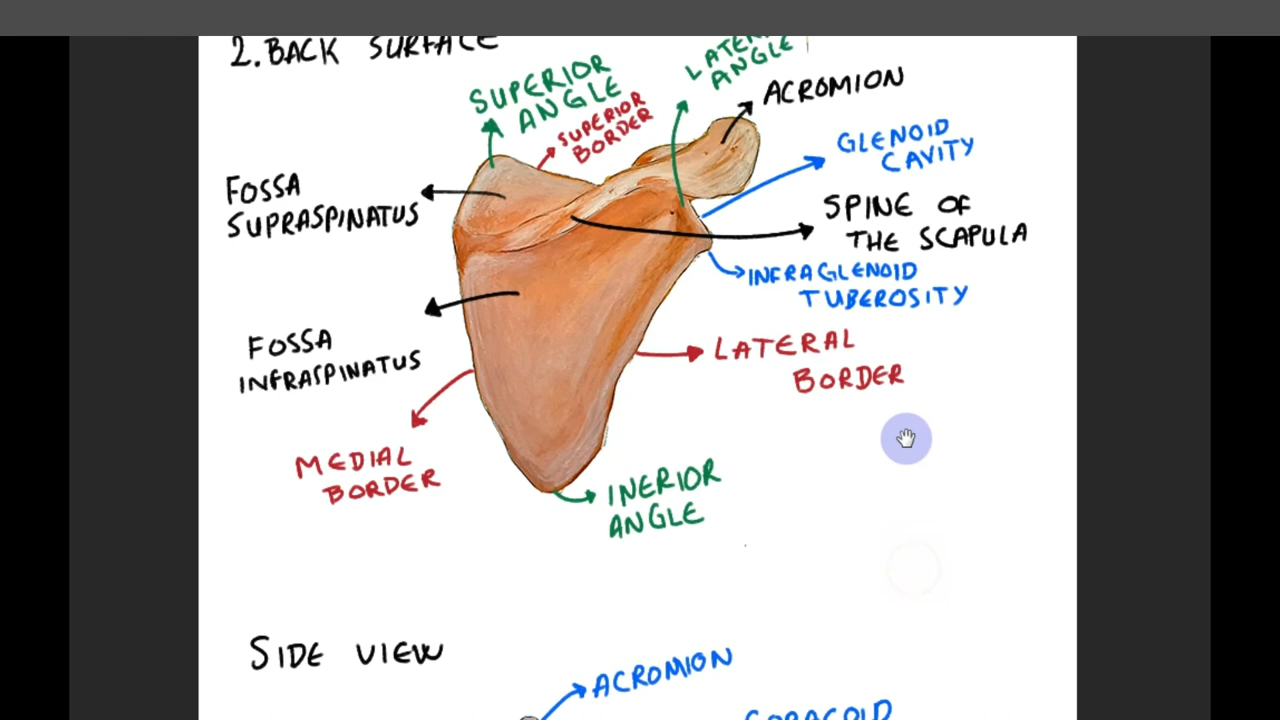 2. BACK SURFACE
SUPERIOR
ANGLE
SUPERIOR
BORDER
ANGLE
ACROMION
GLENOID
CAVITY
FOSSA
SUPRASPINATUS
SPINE OF
THE SCAPULA
INFRAGLENOID
TUBEROSITY
FOSSA
INFRASPINATUS
LATERAL
BORDER
MEDIAL
BORDER
INERIOR
ANGLE
SIDE VIEW
ACROMION